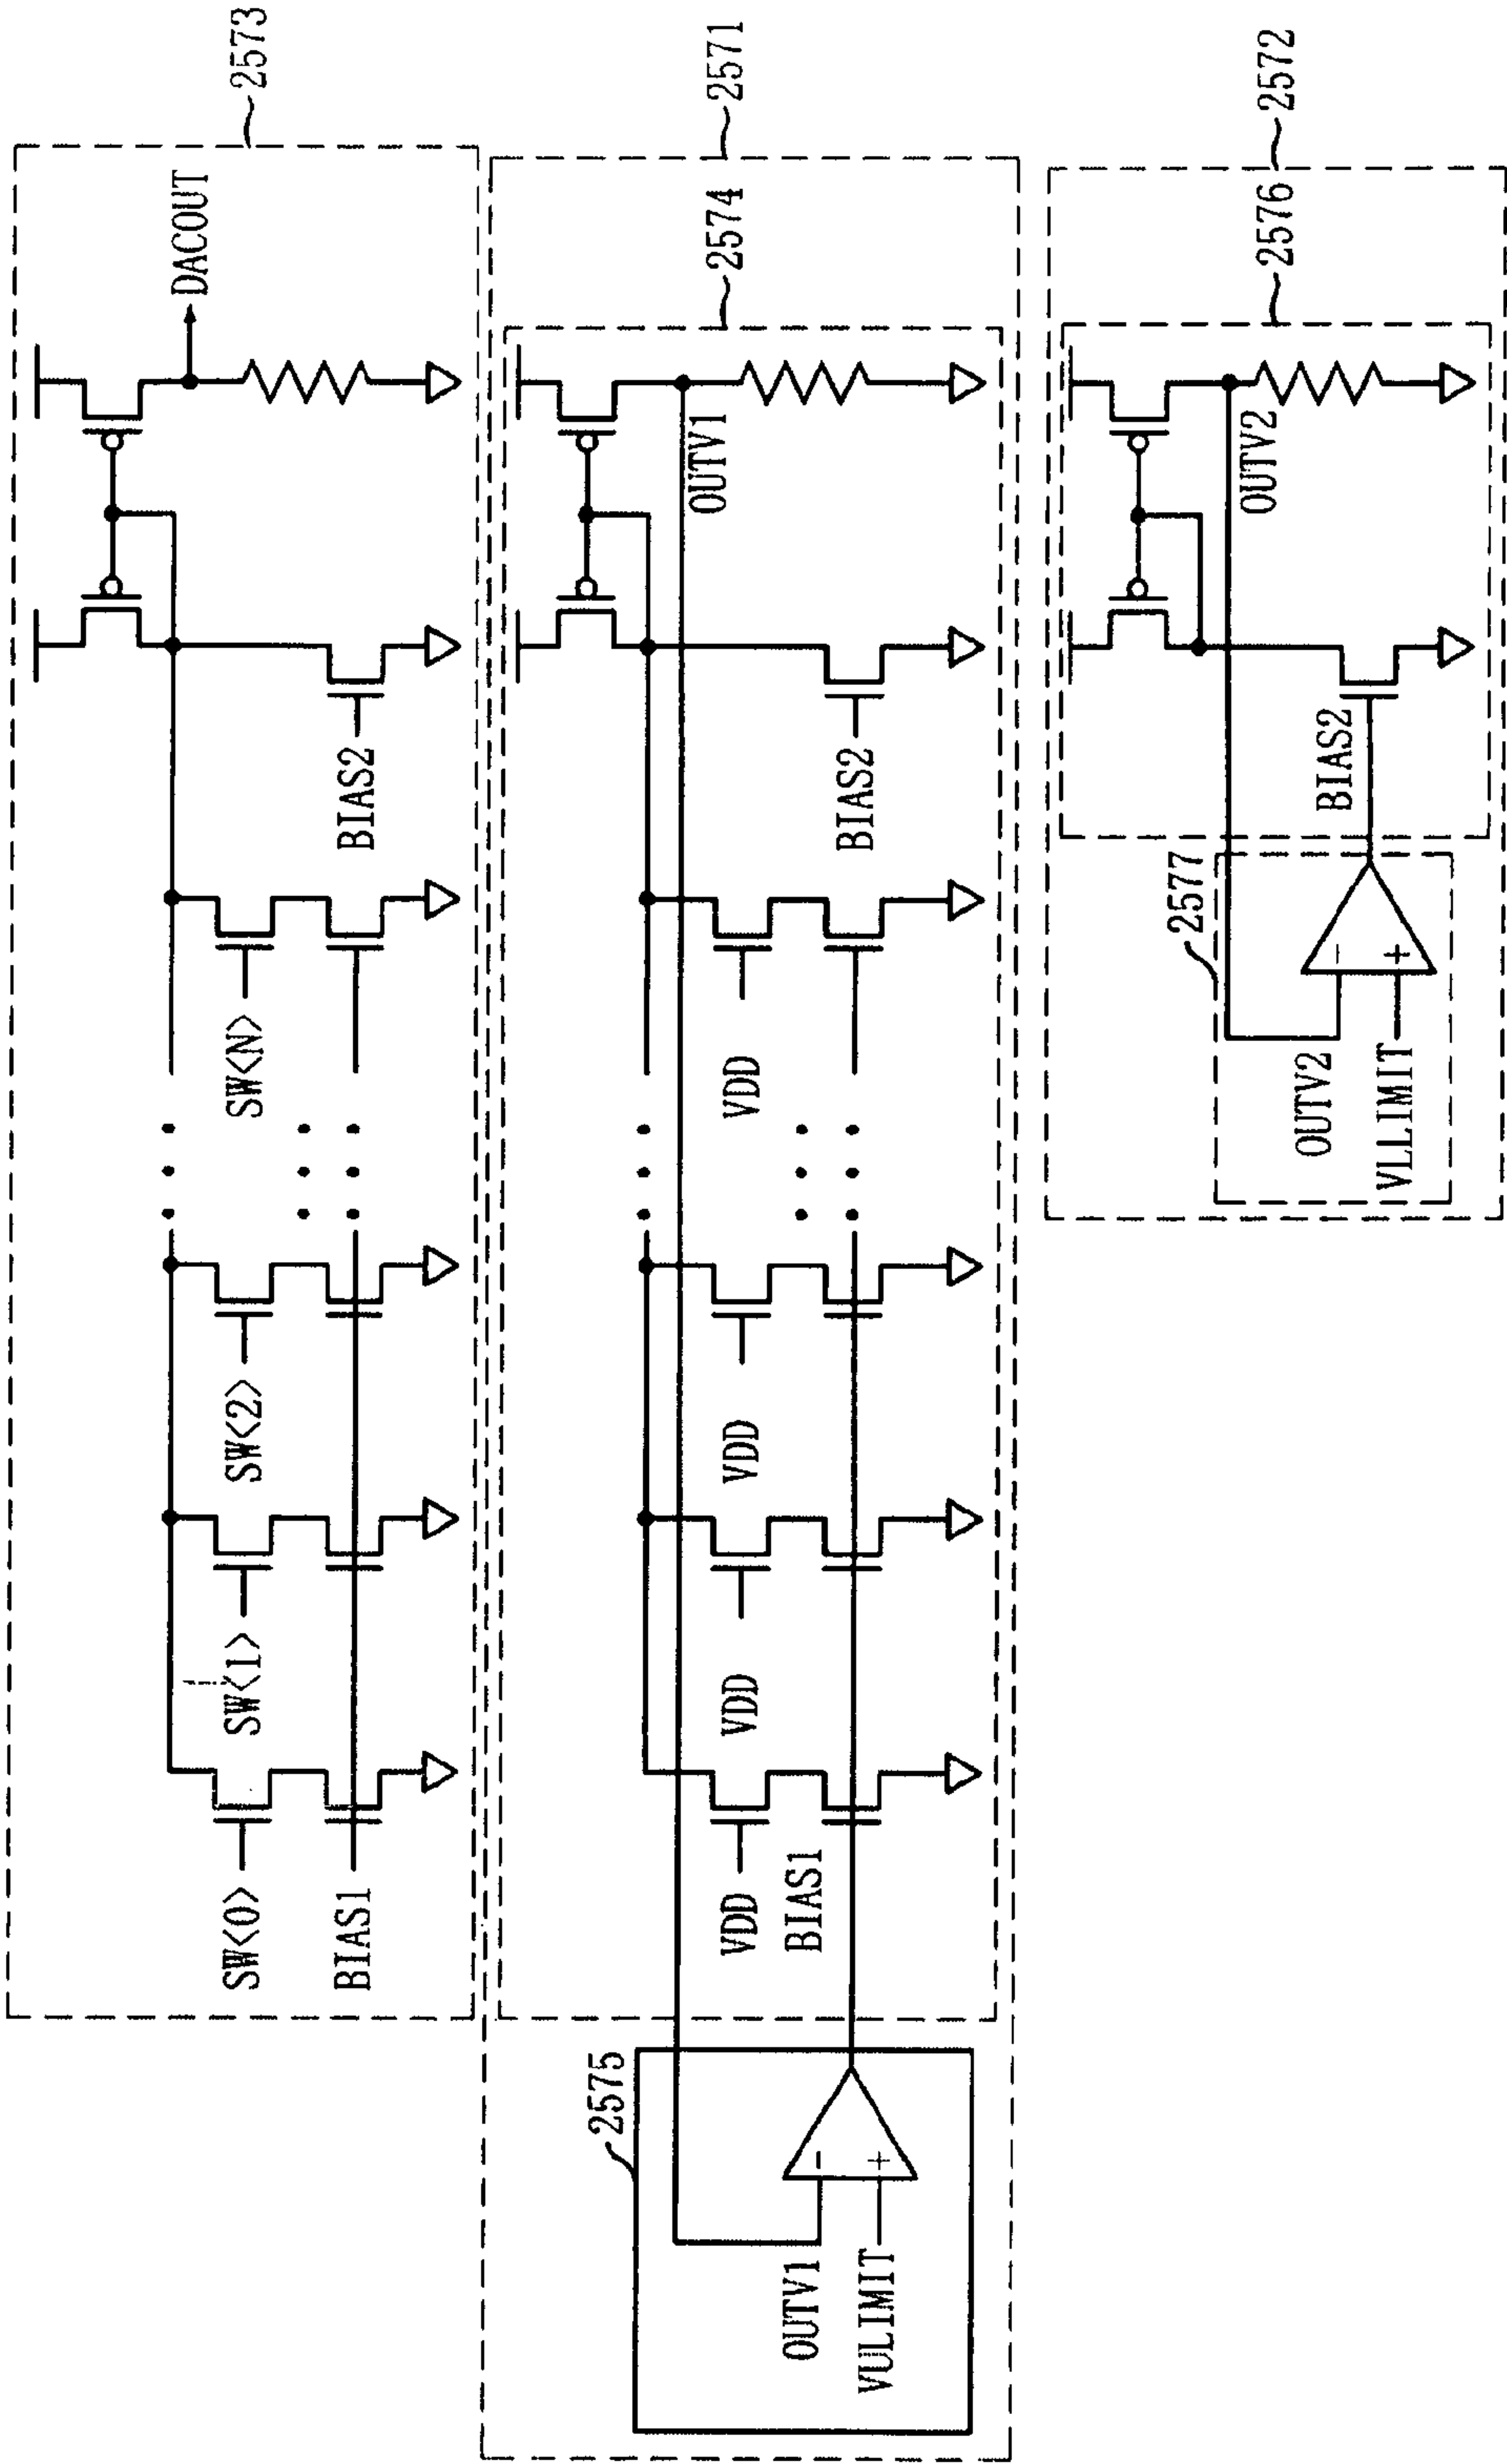 2573
DACOUT
BIAS2
SW<N>
SW<2>
SW<1>
SW<0>
BIAS1
2571
2574
OUTV1
BIAS2
VDD
VDD
VDD
VDD
BIAS1
2575
-
+
OUTV1
VULIMIT
2572
2576
OUTV2
BIAS2
2577
-
+
OUTV2
VLLIMIT